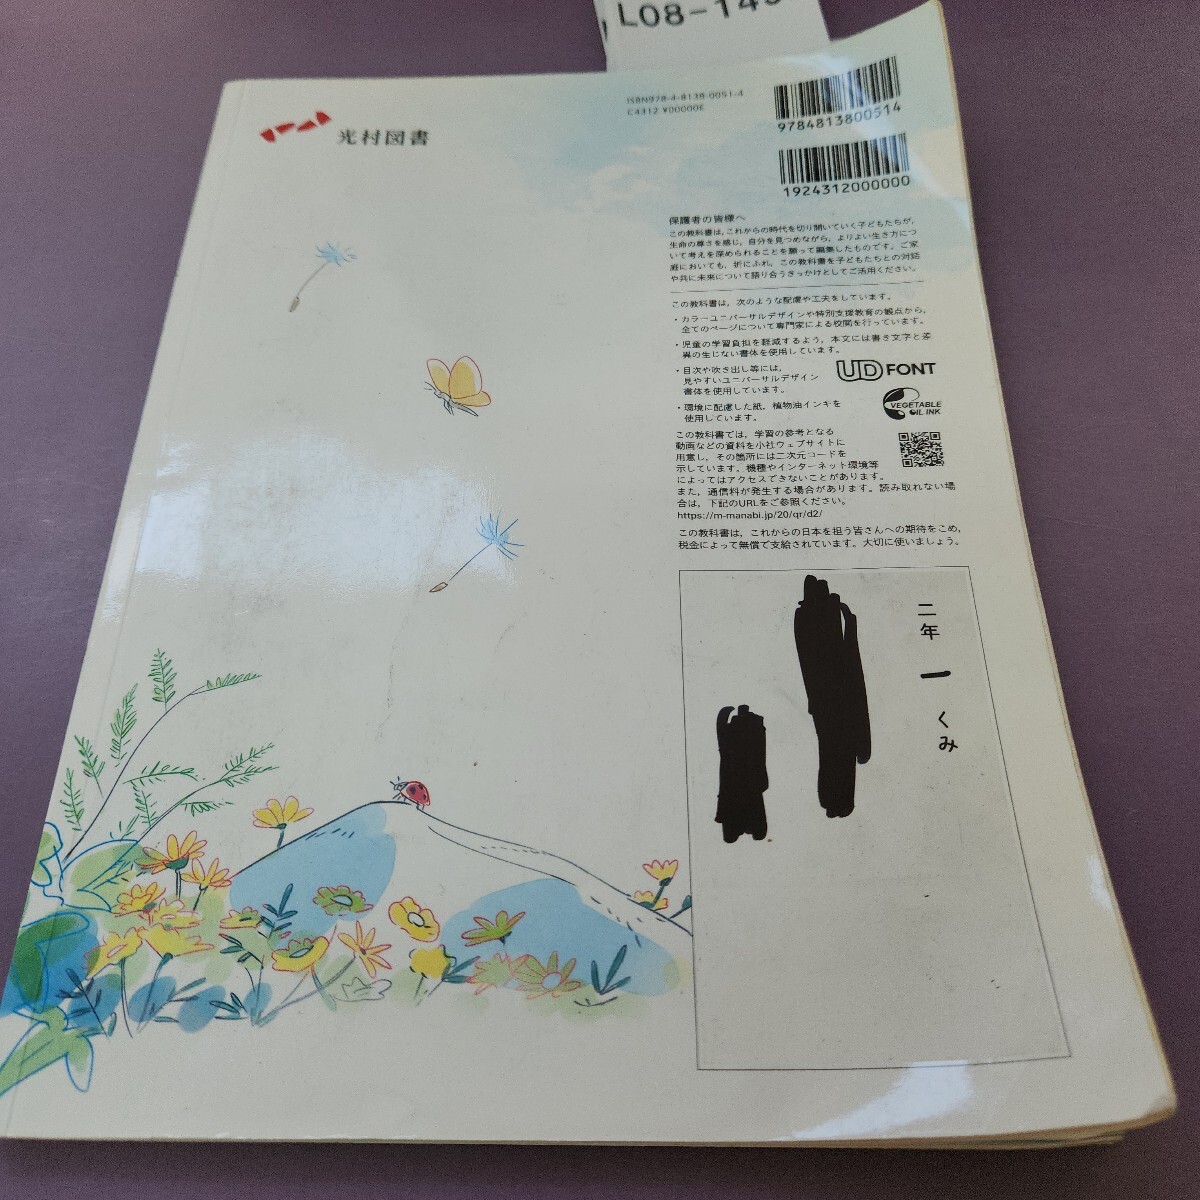 L08-145
光村図書
ISBN978-4-8138-0051-4
C4312 ¥00000E
9784813800514
1924312000000
保護者の皆様へ
この教科書は,これからの時代を切り開いていく子どもたちが,
生命の尊さを感じ,自分を見つめながら,よりよい生き方につ
いて考えを深められることを願って編集したものです。ご家
庭においても,折にふれ,この教科書を子どもたちとの対話
や共に未来について語り合うきっかけとしてご活用ください。
この教科書は,次のような配慮や工夫をしています。
・カラーユニバーサルデザインや特別支援教育の観点から,
全てのページについて専門家による校閲を行っています。
・児童の学習負担を軽減するよう,本文には書き文字と差
異の生じない書体を使用しています。
・目次や吹き出し等には,
見やすいユニバーサルデザイン
書体を使用しています。
UD FONT
・環境に配慮した紙,植物油インキを
使用しています。
VEGETABLE
OIL INK
この教科書では,学習の参考となる
動画などの資料を小社ウェブサイトに
用意し,その箇所には二次元コードを
示しています。機種やインターネット環境等
によってはアクセスできないことがあります。
また,通信料が発生する場合があります。読み取れない場
合は,下記のURLをご参照ください。
https://m-manabi.jp/20/qr/d2/
この教科書は,これからの日本を担う皆さんへの期待をこめ,
税金によって無償で支給されています。大切に使いましょう。
二年 一 くみ